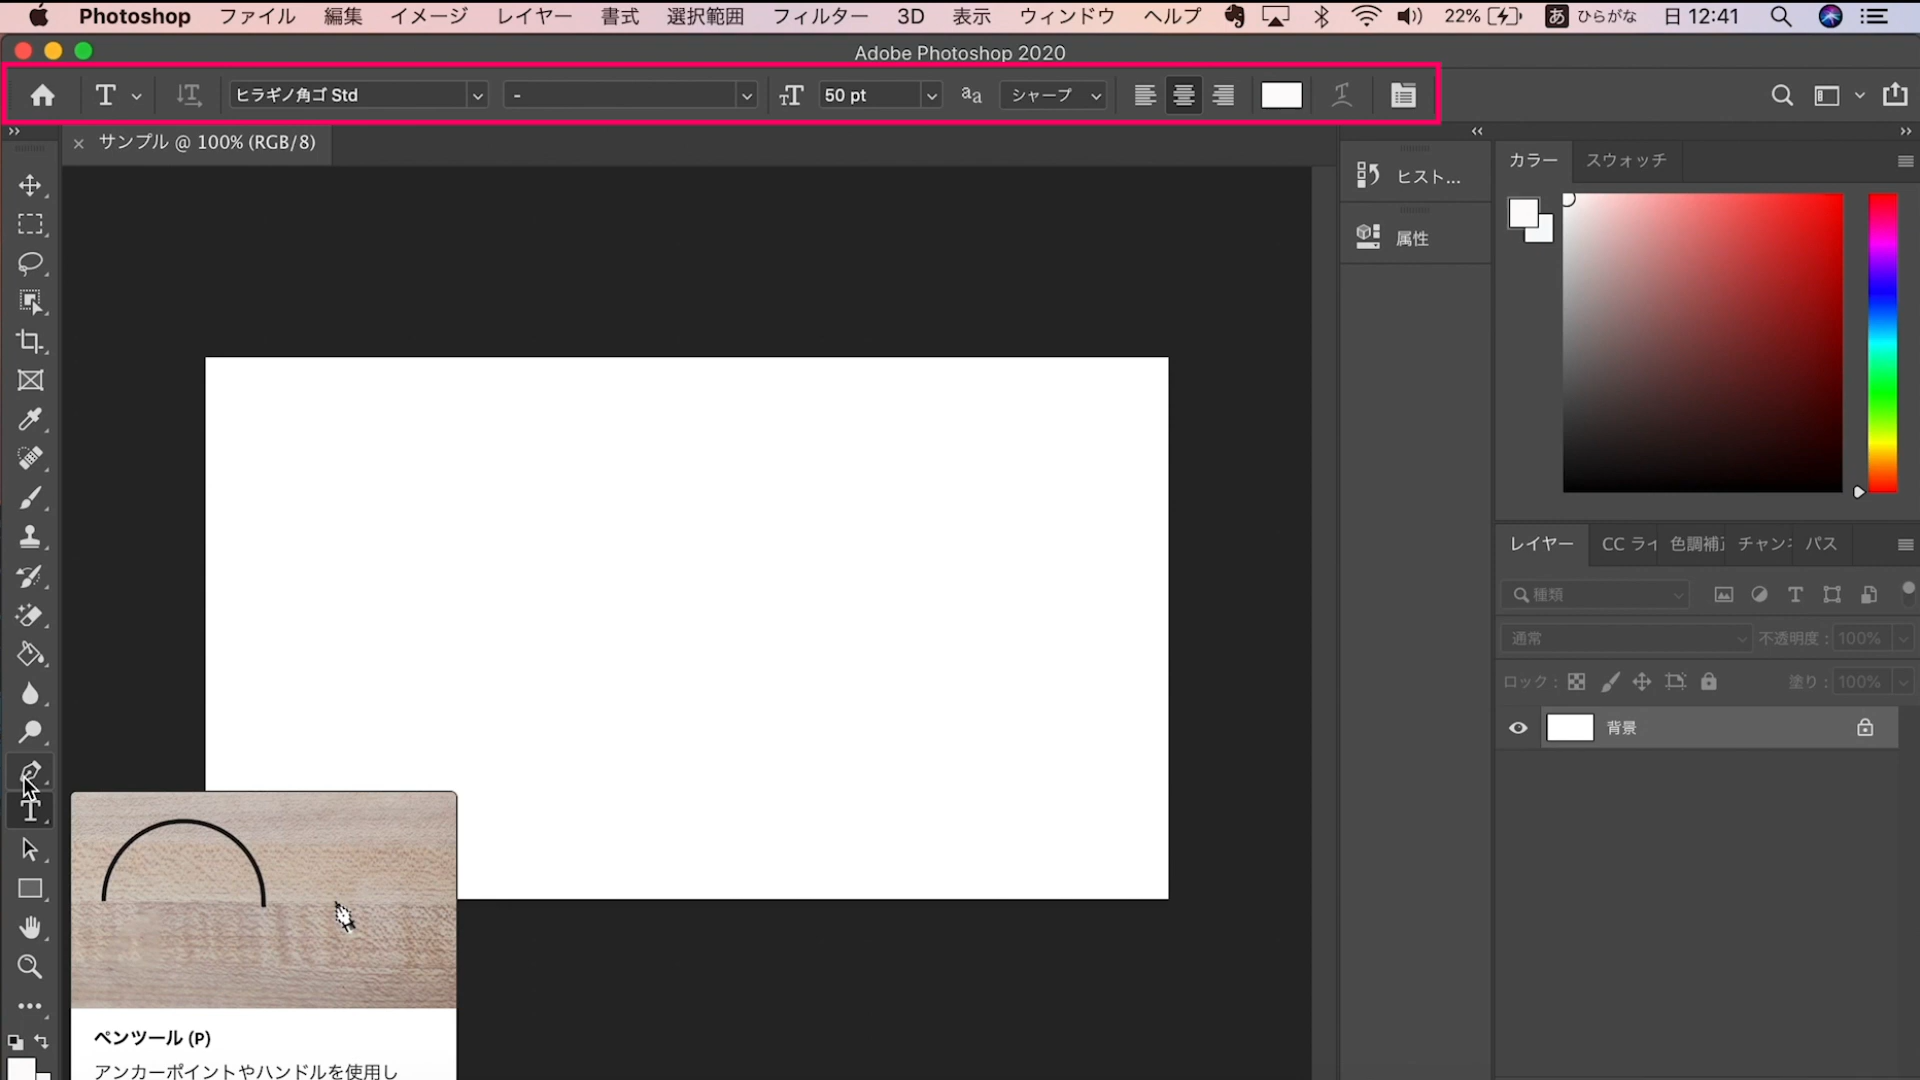 Photoshop ファイル 編集 イメージ レイヤー 書式 選択範囲 フィルター 3D 表示 ウィンドウ ヘルプ 22% あ ひらがな 日 12:41
Adobe Photoshop 2020
T ヒラギノ角ゴ Std - 50 pt シャープ
サンプル @ 100% (RGB/8)
ヒスト...
属性
カラー スウォッチ
レイヤー CC ライ 色調補正 チャンネ パス
種類
通常 不透明度 : 100%
ロック : 塗り : 100%
背景
ペンツール (P)
アンカーポイントやハンドルを使用し